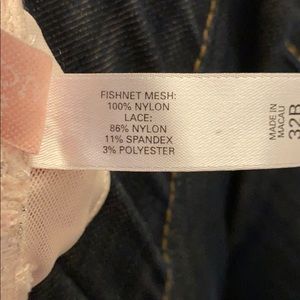 FISHNET MESH:
100% NYLON
LACE:
86% NYLON
11% SPANDEX
3% POLYESTER
MADE IN
MACAU
32B